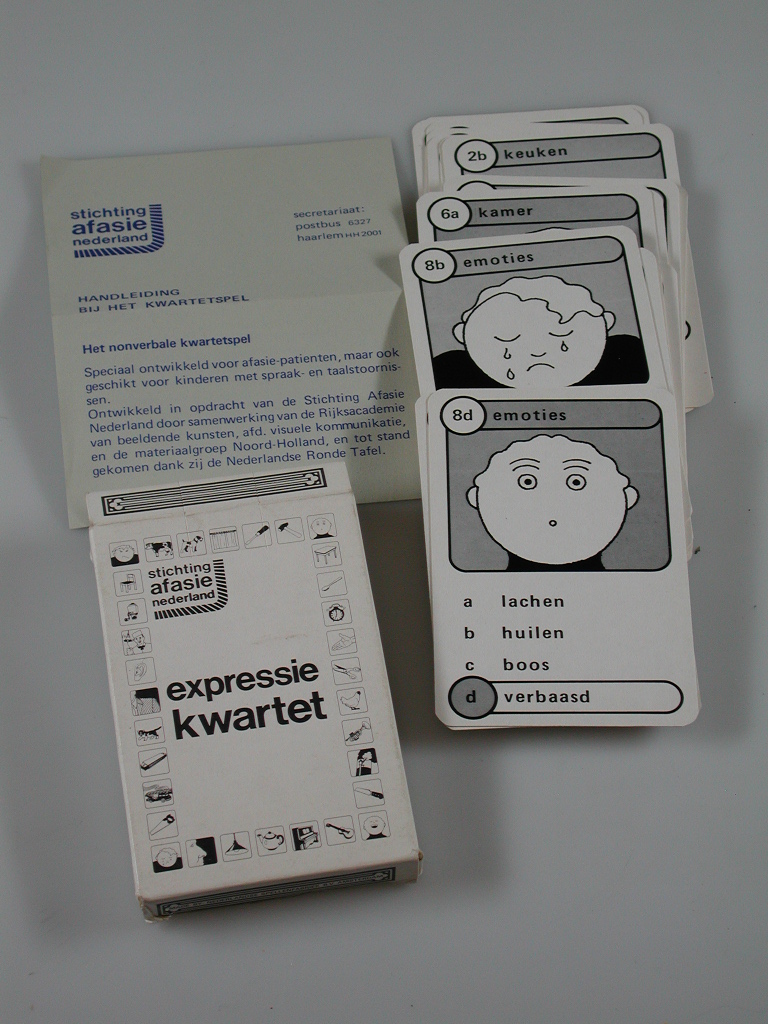 stichting
afasie
nederland
secretariaat:
postbus 6327
haarlem HH 2001
HANDLEIDING
BIJ HET KWARTETSPEL
Het nonverbale kwartetspel
Speciaal ontwikkeld voor afasie-patienten, maar ook
geschikt voor kinderen met spraak- en taalstoornis-
sen.
Ontwikkeld in opdracht van de Stichting Afasie
Nederland door samenwerking van de Rijksacademie
van beeldende kunsten, afd. visuele kommunikatie,
en de materiaalgroep Noord-Holland, en tot stand
gekomen dank zij de Nederlandse Ronde Tafel.
2b keuken
6a kamer
8b emoties
8d emoties
a lachen
b huilen
c boos
d verbaasd
stichting
afasie
nederland
expressie
kwartet